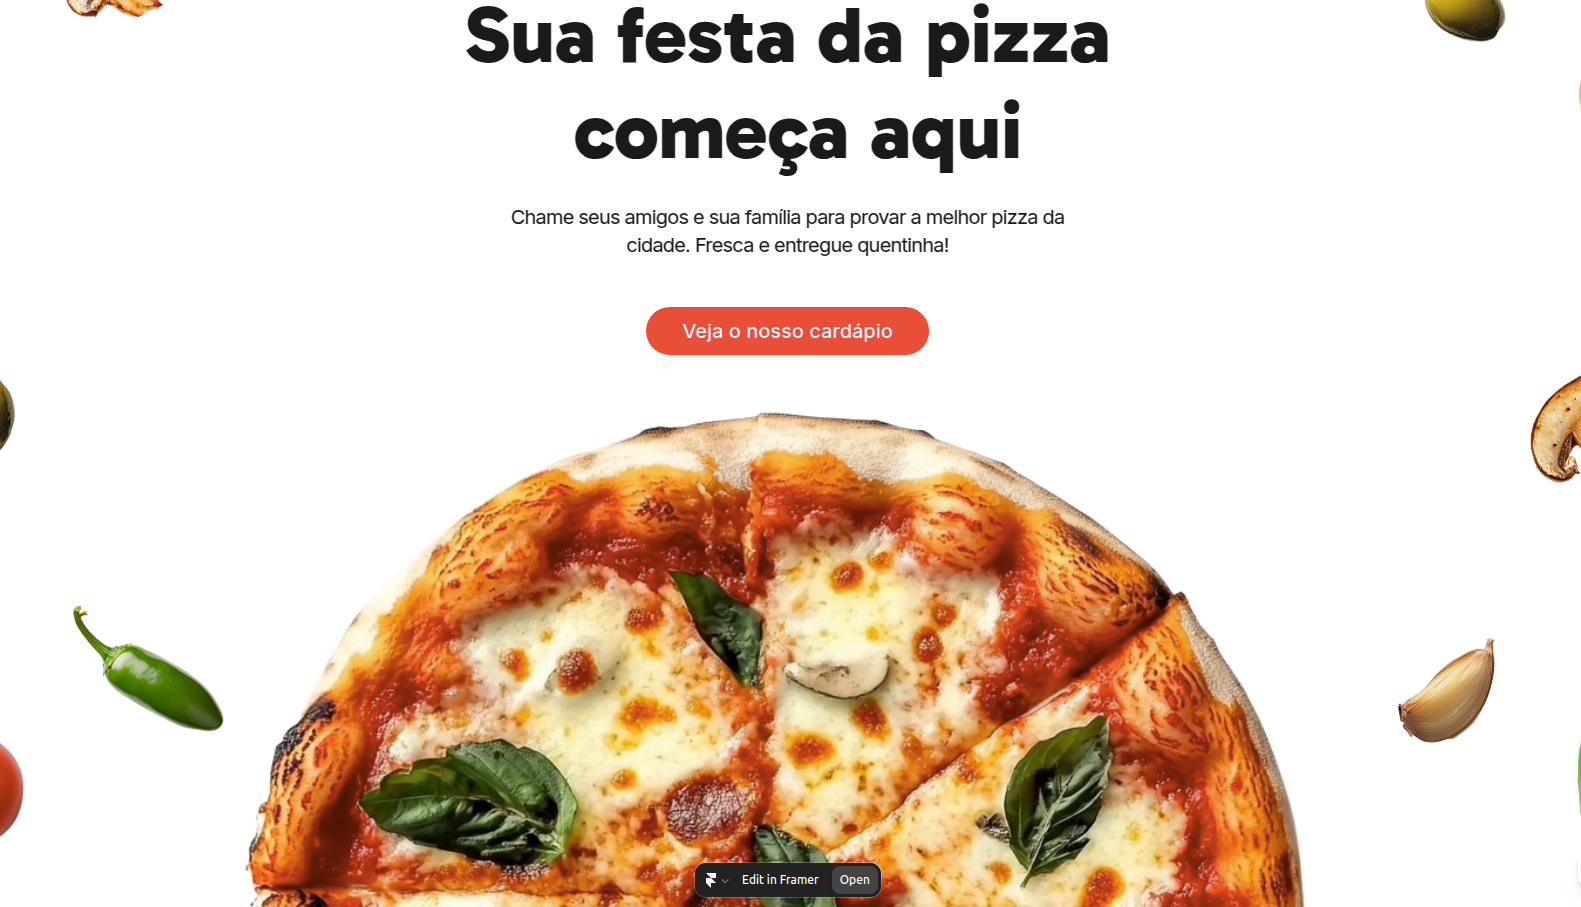 Sua festa da pizza
começa aqui
Chame seus amigos e sua família para provar a melhor pizza da
cidade. Fresca e entregue quentinha!
Veja o nosso cardápio
Edit in Framer Open